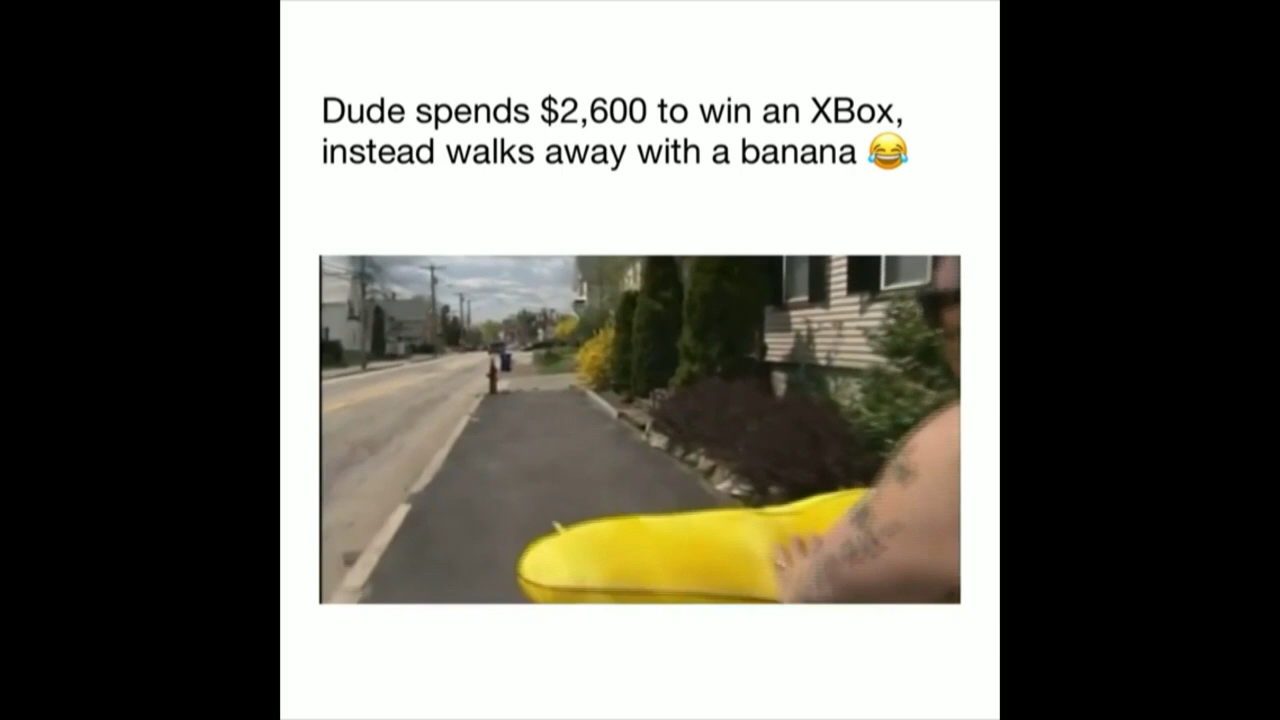 Dude spends $2,600 to win an XBox,
instead walks away with a banana 😂